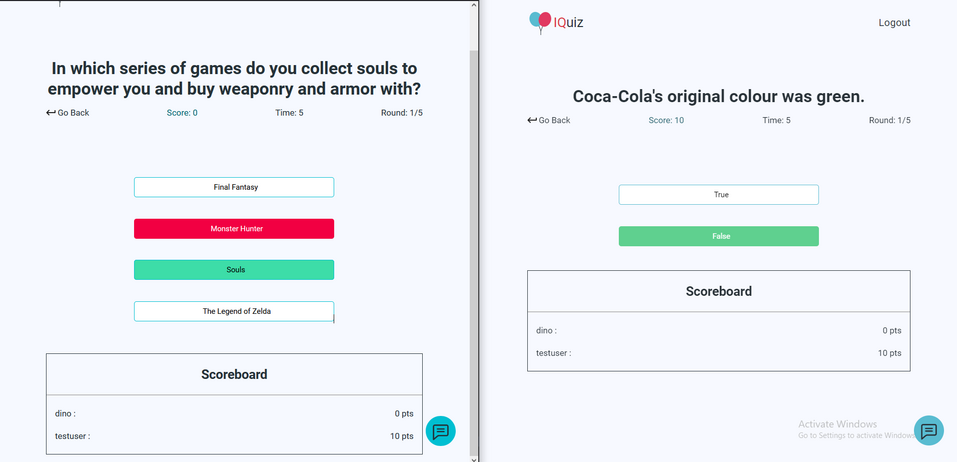 In which series of games do you collect souls to
empower you and buy weaponry and armor with?
Go Back Score: 0 Time: 5 Round: 1/5
Final Fantasy
Monster Hunter
Souls
The Legend of Zelda
Scoreboard
dino : 0 pts
testuser : 10 pts
IQuiz Logout
Coca-Cola's original colour was green.
Go Back Score: 10 Time: 5 Round: 1/5
True
False
Scoreboard
dino : 0 pts
testuser : 10 pts
Activate Windows
Go to Settings to activate Windows